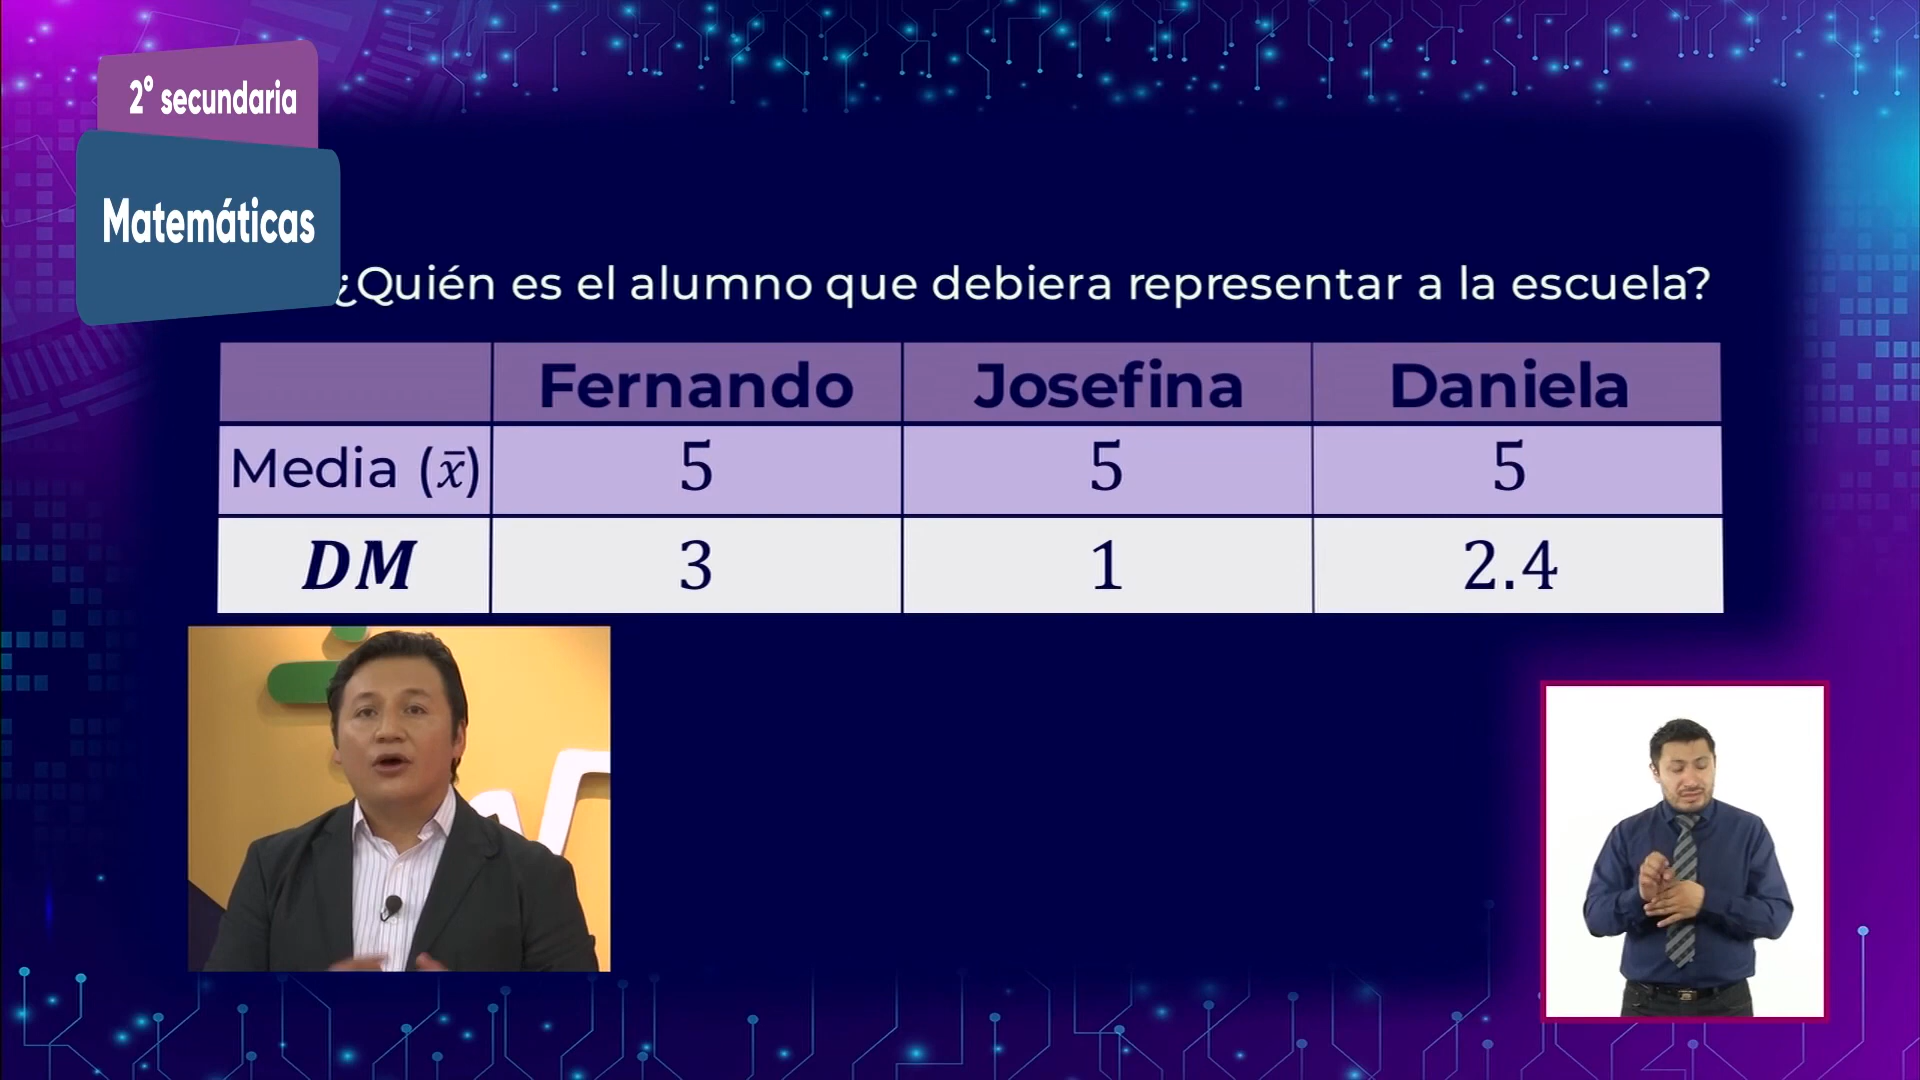 2° secundaria
Matemáticas
¿Quién es el alumno que debiera representar a la escuela?
Fernando Josefina Daniela
Media (x̄) 5 5 5
DM 3 1 2.4